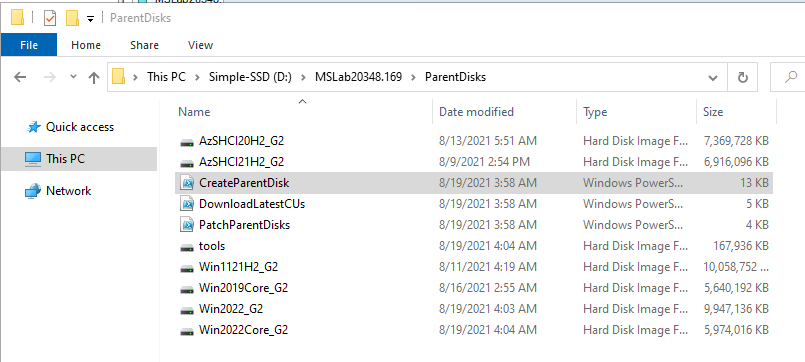 MSLab20348.
ParentDisks
File Home Share View
This PC Simple-SSD (D:) MSLab20348.169 ParentDisks
Name Date modified Type Size
Quick access
This PC
Network
AzSHCI20H2_G2 8/13/2021 5:51 AM Hard Disk Image F... 7,369,728 KB
AzSHCI21H2_G2 8/9/2021 2:54 PM Hard Disk Image F... 6,916,096 KB
CreateParentDisk 8/19/2021 3:58 AM Windows PowerS... 13 KB
DownloadLatestCUs 8/19/2021 3:58 AM Windows PowerS... 5 KB
PatchParentDisks 8/19/2021 3:58 AM Windows PowerS... 4 KB
tools 8/19/2021 4:04 AM Hard Disk Image F... 167,936 KB
Win1121H2_G2 8/11/2021 4:19 AM Hard Disk Image F... 10,058,752 ...
Win2019Core_G2 8/16/2021 2:55 AM Hard Disk Image F... 5,640,192 KB
Win2022_G2 8/19/2021 4:03 AM Hard Disk Image F... 9,947,136 KB
Win2022Core_G2 8/19/2021 4:04 AM Hard Disk Image F... 5,974,016 KB